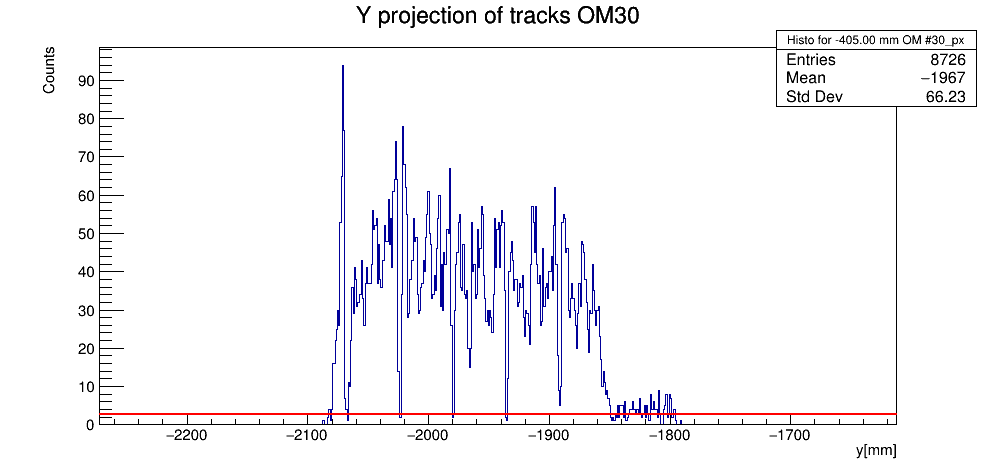 Y projection of tracks OM30
Histo for -405.00 mm OM #30_px
Entries 8726
Mean −1967
Std Dev 66.23
Counts
90
80
70
60
50
40
30
20
10
0
−2200 −2100 −2000 −1900 −1800 −1700
y[mm]